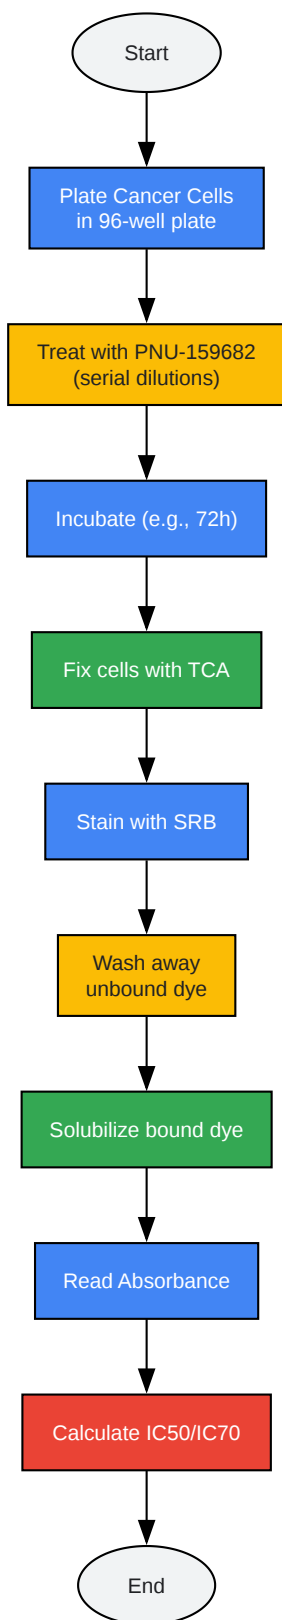 Start
Plate Cancer Cells
in 96-well plate
Treat with PNU-159682
(serial dilutions)
Incubate (e.g., 72h)
Fix cells with TCA
Stain with SRB
Wash away
unbound dye
Solubilize bound dye
Read Absorbance
Calculate IC50/IC70
End